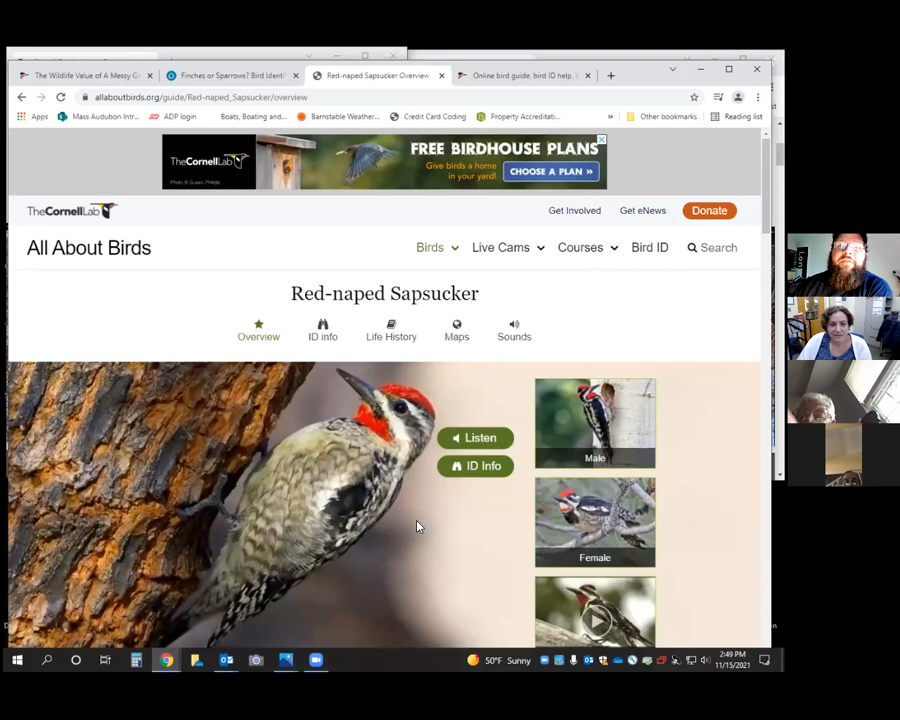 The Wildlife Value of A Messy G
Finches or Sparrows? Bird Identi
Red-naped Sapsucker Overview
Online bird guide, bird ID help,
allaboutbirds.org/guide/Red-naped_Sapsucker/overview
Apps
Mass Audubon Intr...
ADP login
Boats, Boating and...
Barnstable Weather...
Credit Card Coding
Property Accreditati...
»
Other bookmarks
Reading list
TheCornellLab
FREE BIRDHOUSE PLANS
Give birds a home
in your yard!
CHOOSE A PLAN »
TheCornellLab
Get Involved
Get eNews
Donate
All About Birds
Birds
Live Cams
Courses
Bird ID
Search
Red-naped Sapsucker
Overview
ID info
Life History
Maps
Sounds
Listen
ID Info
Male
Female
50°F Sunny
2:49 PM
11/15/2021